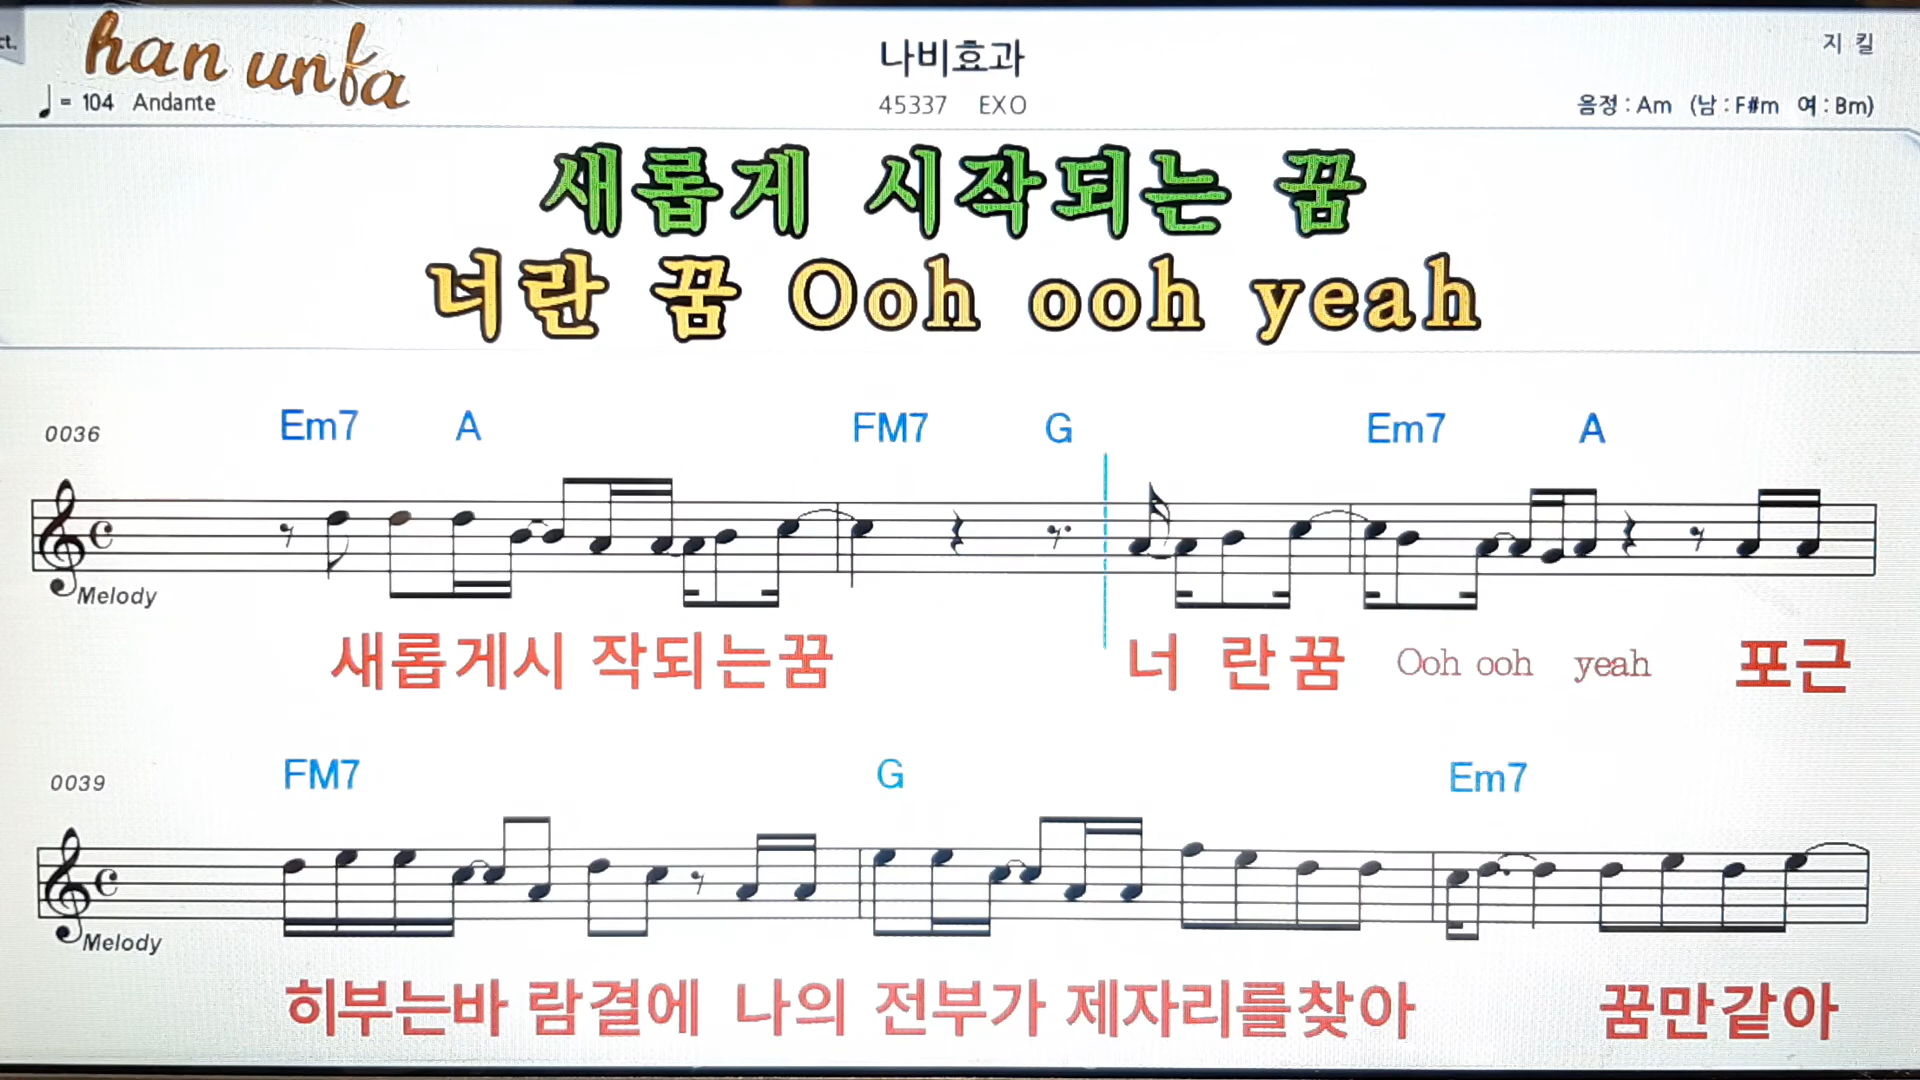 ct.
han unfa
나비효과
지 킬
♩= 104 Andante
45337 EXO
음정 : Am (남 : F#m 여 : Bm)
새롭게 시작되는 꿈
너란 꿈 Ooh ooh yeah
0036 Em7 A FM7 G Em7 A
Melody
새롭게시 작되는꿈 너 란꿈 Ooh ooh yeah 포근
0039 FM7 G Em7
Melody
히부는바 람결에 나의 전부가 제자리를찾아 꿈만같아